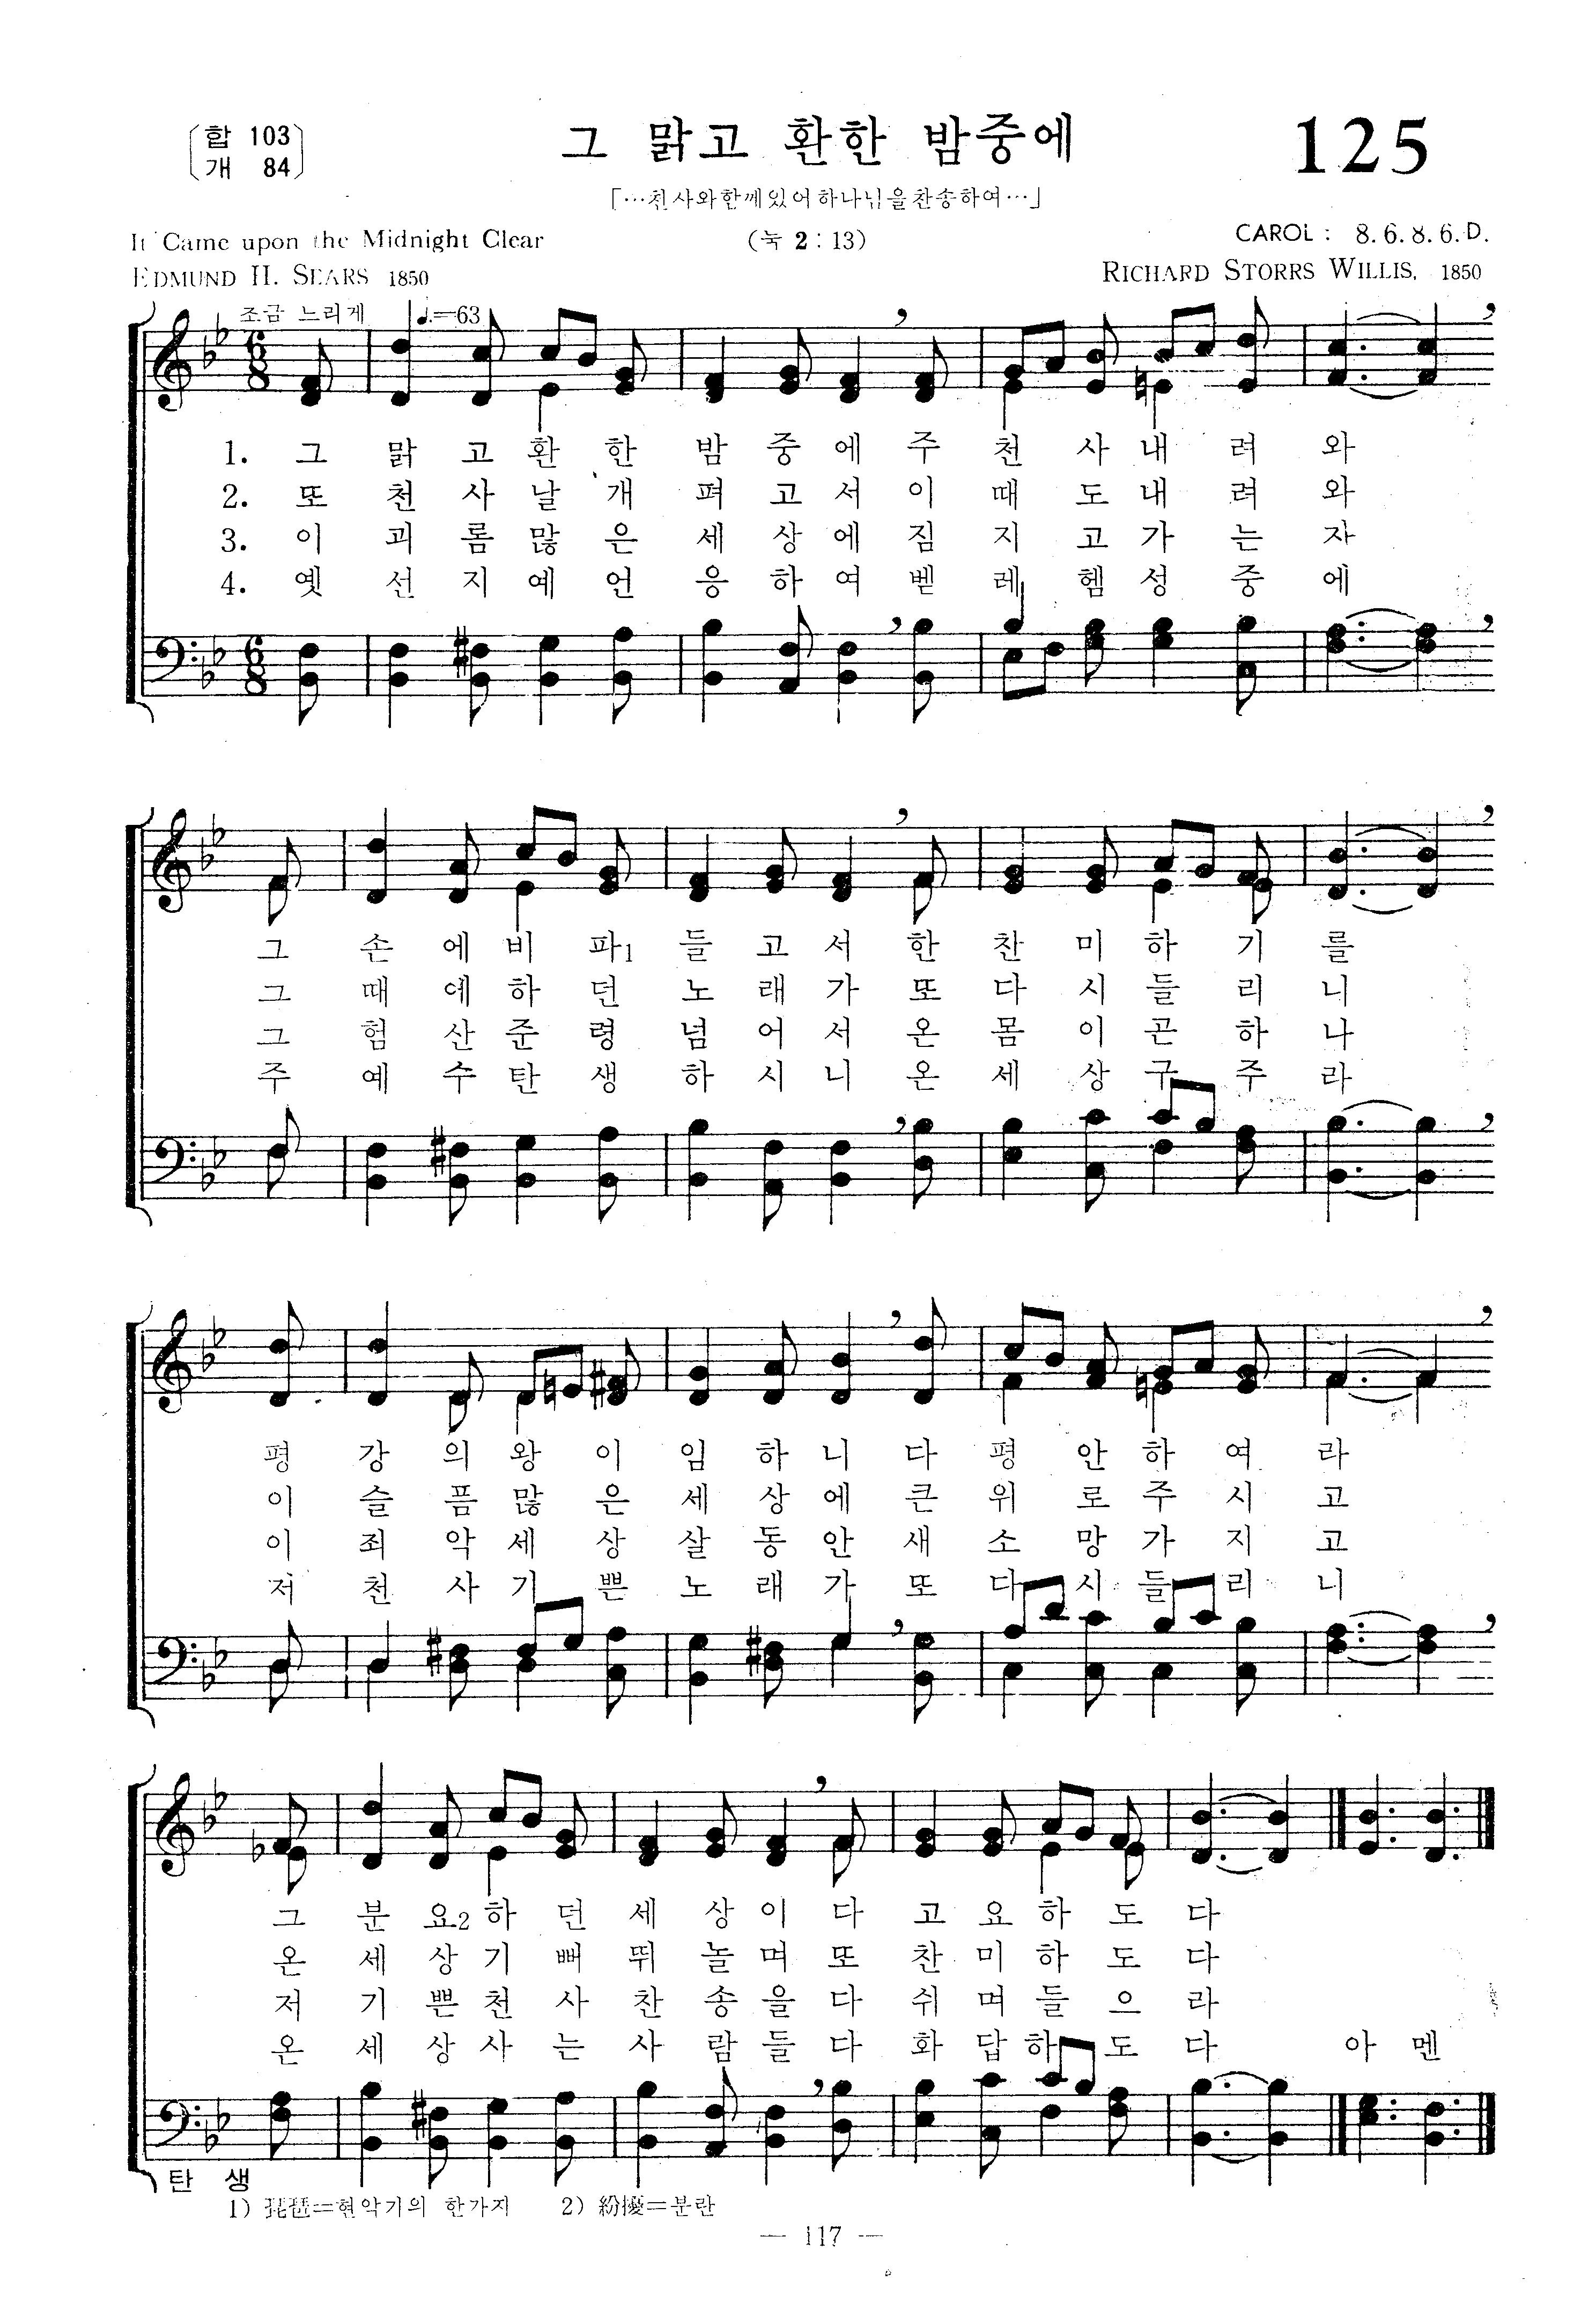 합 103
개 84
그 맑고 환한 밤중에
125
「…천사와한께있어하나님을찬송하여…」
It Came upon the Midnight Clear
(눅 2 : 13)
CAROL : 8.6.8.6.D.
EDMUND H. SEARS 1850
RICHARD STORRS WILLIS, 1850
조금 느리게 ♩.=63
1. 그 맑 고 환 한 밤 중 에 주 천 사 내 려 와
2. 또 천 사 날 개 펴 고 서 이 때 도 내 려 와
3. 이 괴 롬 많 은 세 상 에 짐 지 고 가 는 자
4. 옛 선 지 예 언 응 하 여 벧 레 헴 성 중 에
그 손 에 비 파1 들 고 서 한 찬 미 하 기 를
그 때 에 하 던 노 래 가 또 다 시 들 리 니
그 험 산 준 령 넘 어 서 온 몸 이 곤 하 나
주 예 수 탄 생 하 시 니 온 세 상 구 주 라
평 강 의 왕 이 임 하 니 다 평 안 하 여 라
이 슬 픔 많 은 세 상 에 큰 위 로 주 시 고
이 죄 악 세 상 살 동 안 새 소 망 가 지 고
저 천 사 기 쁜 노 래 가 또 다 시 들 리 니
그 분 요2 하 던 세 상 이 다 고 요 하 도 다
온 세 상 기 뻐 뛰 놀 며 또 찬 미 하 도 다
저 기 쁜 천 사 찬 송 을 다 쉬 며 들 으 라
온 세 상 사 는 사 람 들 다 화 답 하 도 다 아 멘
탄 생
1) 琵琶=현악기의 한가지 2) 紛擾=분란
— 117 —